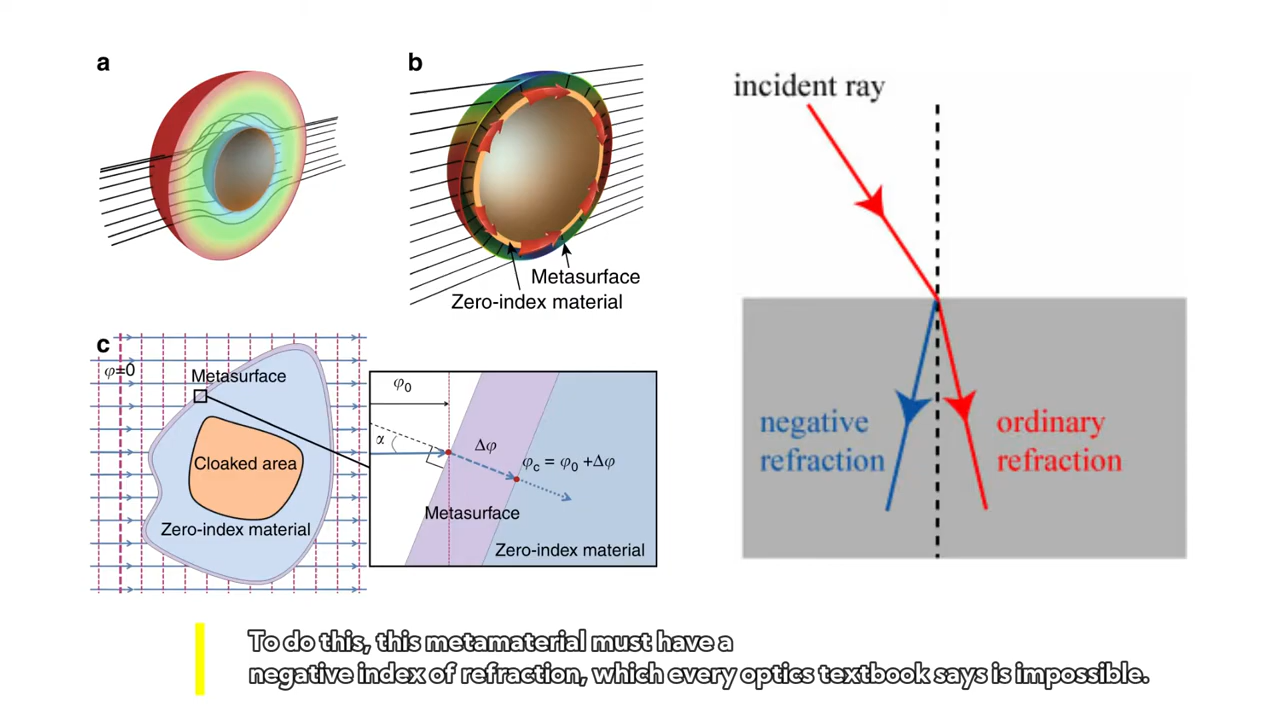 a
b
Metasurface
Zero-index material
c
φ=0
Metasurface
Cloaked area
Zero-index material
φ0
α
Δφ
φc = φ0 +Δφ
Metasurface
Zero-index material
incident ray
negative
refraction
ordinary
refraction
To do this, this metamaterial must have a
negative index of refraction, which every optics textbook says is impossible.